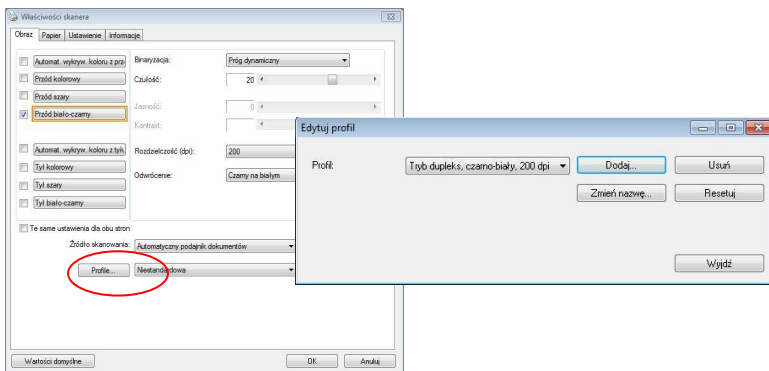 Właściwości skanera
Obraz Papier Ustawienie Informacje
Automat. wykryw. koloru z prz
Binaryzacja: Próg dynamiczny
Przód kolorowy
Czułość: 20
Przód szary
Jasność: 0
Przód biało-czarny
Kontrast:
Automat. wykryw. koloru z tyłu
Rozdzielczość (dpi): 200
Tył kolorowy
Odwrócenie: Czarny na białym
Tył szary
Tył biało-czarny
Te same ustawienia dla obu stron
Źródło skanowania: Automatyczny podajnik dokumentów
Profile... Niestandardowa
Wartości domyślne OK Anuluj
Edytuj profil
Profil: Tryb dupleks, czarno-biały, 200 dpi Dodaj... Usuń
Zmień nazwę... Resetuj
Wyjdź